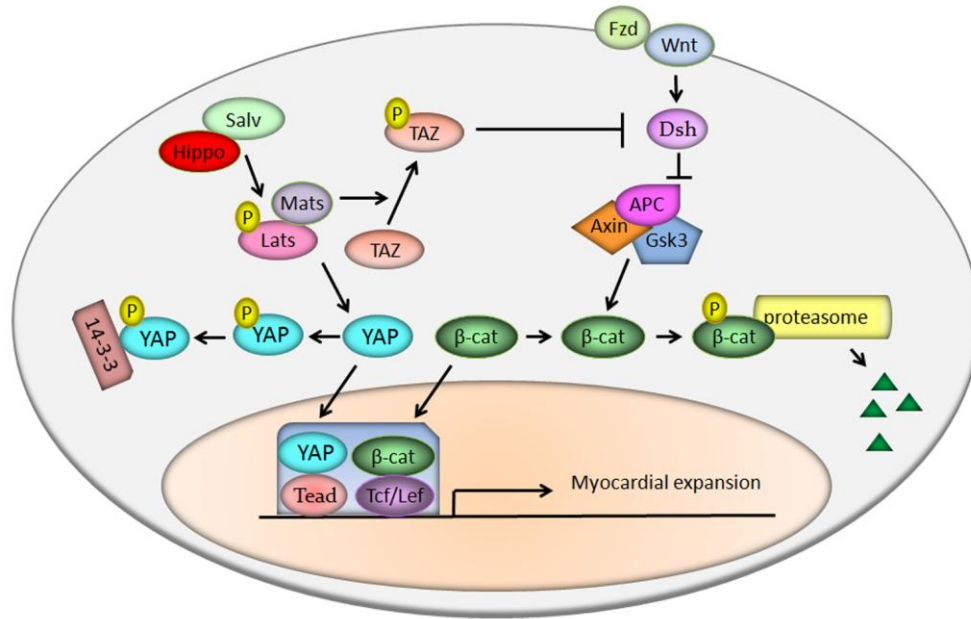 Fzd
Wnt
Salv
P
TAZ
Dsh
Hippo
Mats
APC
P
Axin
Lats
TAZ
Gsk3
P
P
P
proteasome
14-3-3
YAP
YAP
YAP
β-cat
β-cat
β-cat
YAP
β-cat
Myocardial expansion
Tead
Tcf/Lef